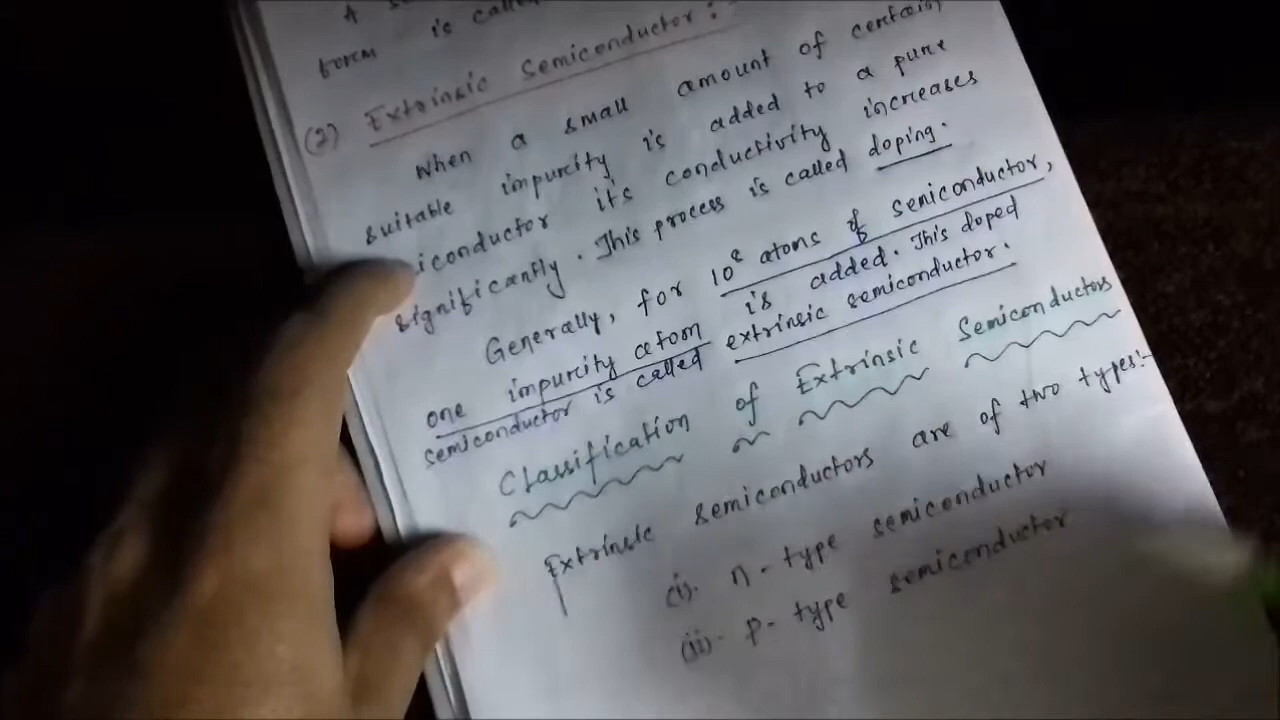 A
is called
form
(2) Extrinsic Semiconductor :-
When a small amount of certain
suitable impurity is added to a pure
iconductor its conductivity increases
significantly. This process is called doping.
Generally, for 10⁸ atoms of semiconductor,
one impurity atom is added. This doped
semiconductor is called extrinsic semiconductor.
Classification of Extrinsic Semiconductors
Extrinsic semiconductors are of two types:-
(i). n-type semiconductor
(ii). p-type semiconductor